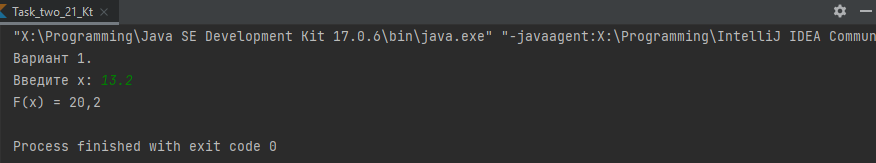 Task_two_21_Kt
"X:\Programming\Java SE Development Kit 17.0.6\bin\java.exe" "-javaagent:X:\Programming\IntelliJ IDEA Commun
Вариант 1.
Введите x: 13.2
F(x) = 20,2
Process finished with exit code 0